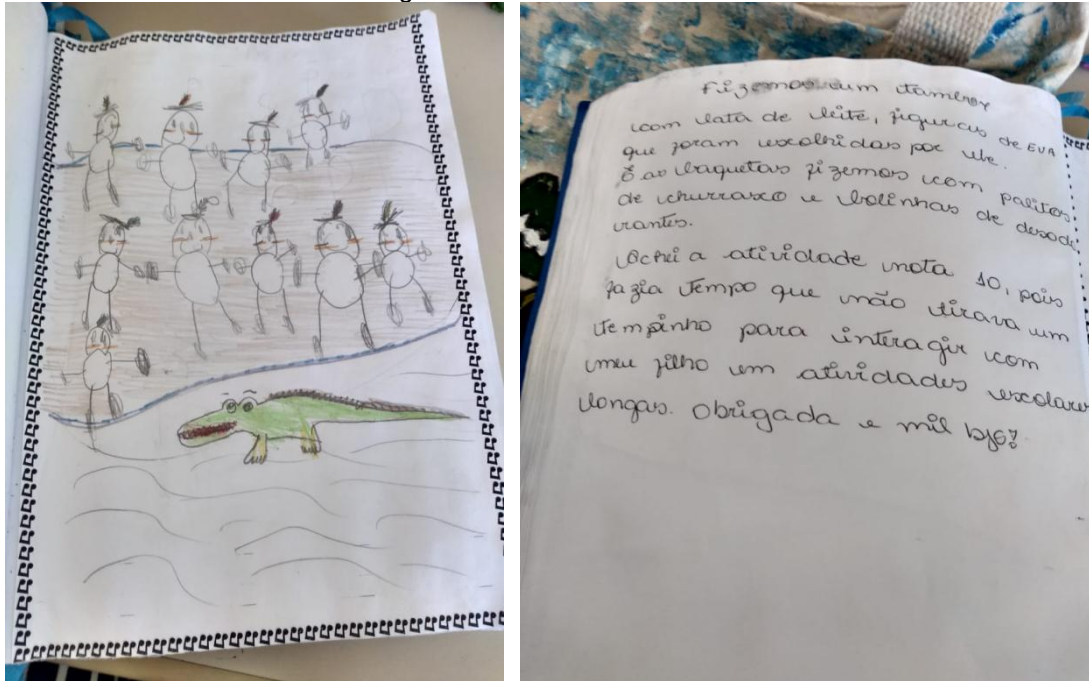 Fizemos um tambor
com lata de leite, figuras de EVA
que foram escolhidas por ele.
E as baquetas fizemos com palitos
de churrasco e bolinhas de desodo
rantes.
Achei a atividade nota 10, pois
fazia tempo que não tirava um
tempinho para interagir com
meu filho em atividades escolares
longas. Obrigada e mil bjs?